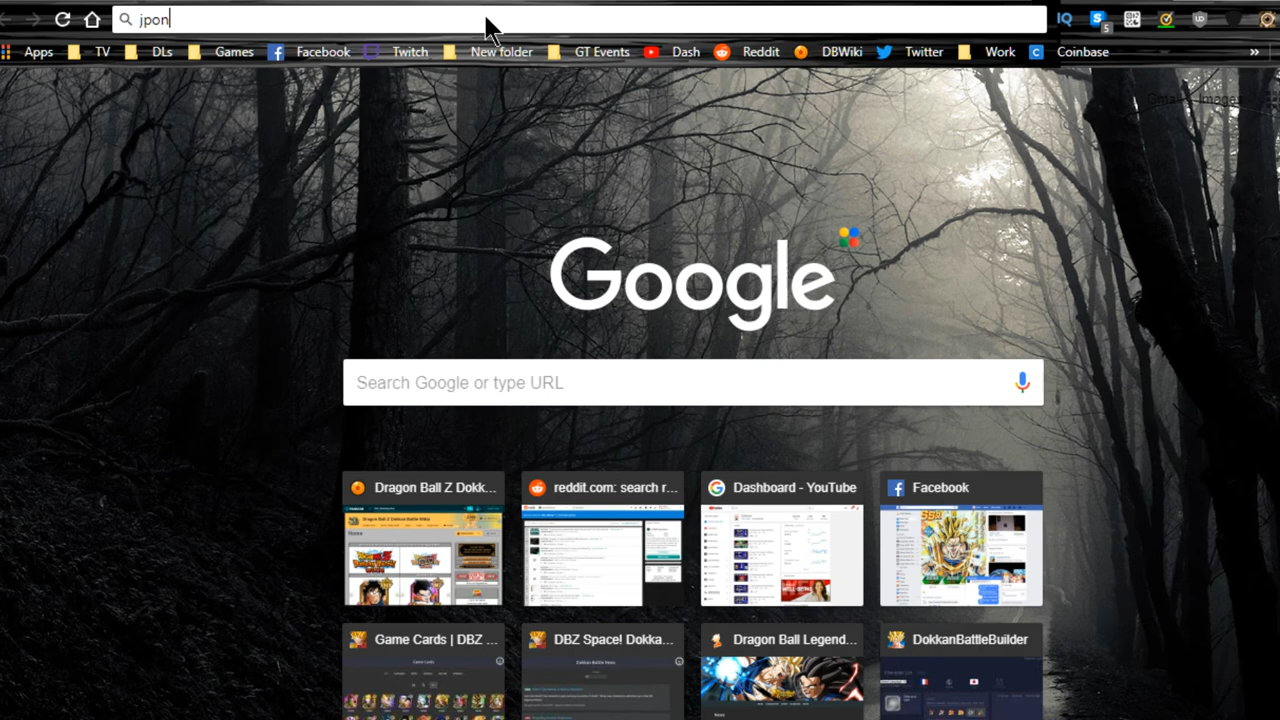 jpon
5
Apps TV DLs Games Facebook Twitch New folder GT Events Dash Reddit DBWiki Twitter Work Coinbase »
Google
Search Google or type URL
Dragon Ball Z Dokk... reddit.com: search r... Dashboard - YouTube Facebook
Game Cards | DBZ ... DBZ Space! Dokka... Dragon Ball Legend... DokkanBattleBuilder